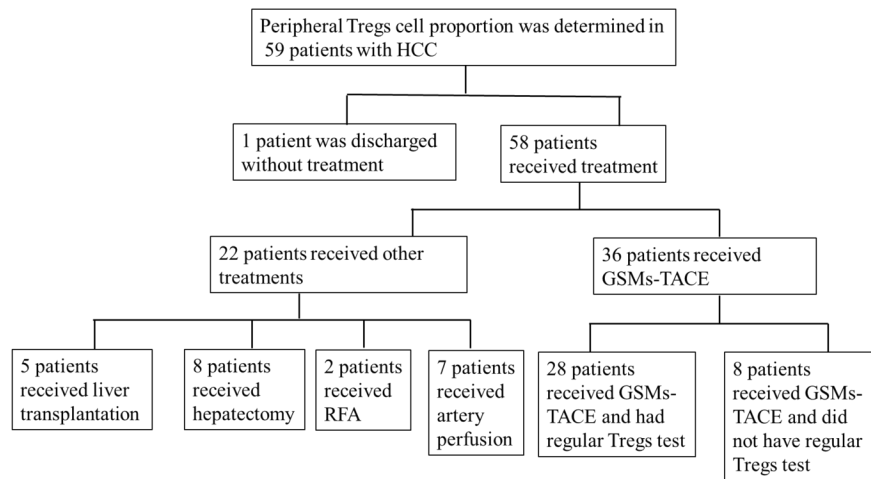 Peripheral Tregs cell proportion was determined in
59 patients with HCC
1 patient was discharged
without treatment
58 patients
received treatment
22 patients received other
treatments
36 patients received
GSMs-TACE
5 patients
received liver
transplantation
8 patients
received
hepatectomy
2 patients
received
RFA
7 patients
received
artery
perfusion
28 patients
received GSMs-
TACE and had
regular Tregs test
8 patients
received GSMs-
TACE and did
not have regular
Tregs test